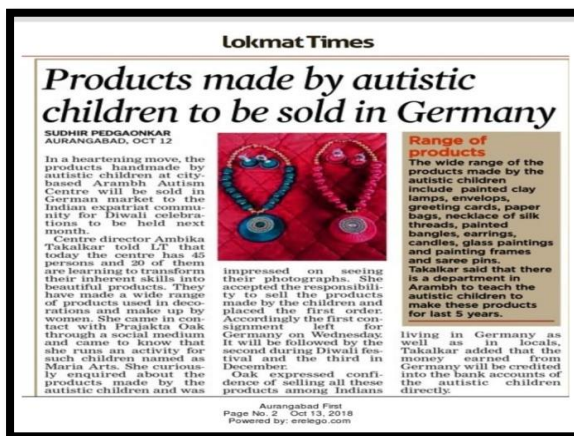 Lokmat Times
Products made by autistic
children to be sold in Germany
SUDHIR PEDGAONKAR
AURANGABAD, OCT 12
In a heartening move, the
products handmade by
autistic children at city-
based Arambh Autism
Centre will be sold in
German market to the
Indian expatriat commu-
nity for Diwali celebra-
tions to be held next
month.
Centre director Ambika
Takalkar told LT that
today the centre has 45
persons and 20 of them
are learning to transform
their inherent skills into
beautiful products. They
have made a wide range
of products used in deco-
rations and make up by
women. She came in con-
tact with Prajakta Oak
through a social medium
and came to know that
she runs an activity for
such children named as
Maria Arts. She curious-
ly enquired about the
products made by the
autistic children and was
impressed on seeing
their photographs. She
accepted the responsibili-
ty to sell the products
made by the children and
placed the first order.
Accordingly the first con-
signment left for
Germany on Wednesday.
It will be followed by the
second during Diwali fes-
tival and the third in
December.
Oak expressed confi-
dence of selling all these
products among Indians
living in Germany as
well as in locals,
Takalkar added that the
money earned from
Germany will be credited
into the bank accounts of
the autistic children
directly.
Range of
products
The wide range of the
products made by the
autistic children
include painted clay
lamps, envelops,
greeting cards, paper
bags, necklace of silk
threads, painted
bangles, earrings,
candles, glass paintings
and painting frames
and saree pins.
Takalkar said that there
is a department in
Arambh to teach the
autistic children to
make these products
for last 5 years.
Aurangabad First
Page No. 2 Oct 13, 2018
Powered by: erelego.com